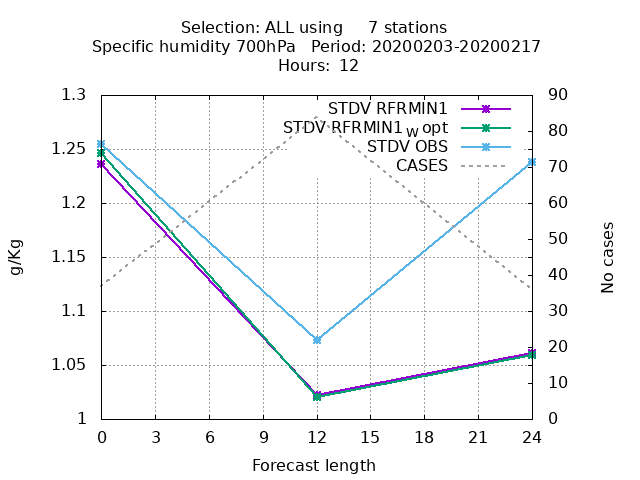 Selection: ALL using 7 stations
Specific humidity 700hPa Period: 20200203-20200217
Hours: 12
STDV RFRMIN1
STDV RFRMIN1_W opt
STDV OBS
CASES
g/Kg
1.3
1.25
1.2
1.15
1.1
1.05
1
90
80
70
60
50
40
30
20
10
0
No cases
0 3 6 9 12 15 18 21 24
Forecast length